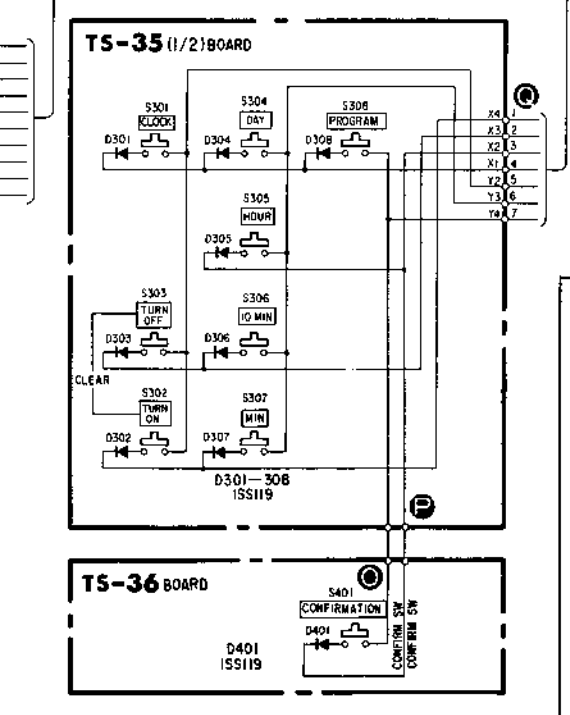 TS-35 (1/2) BOARD
S301
CLOCK
D301
S304
DAY
D304
S308
PROGRAM
D308
X4 1
X3 2
X2 3
X1 4
Y2 5
Y3 6
Y4 7
S305
HOUR
D305
S303
TURN
OFF
D303
S306
10 MIN
D306
CLEAR
S302
TURN
ON
D302
S307
MIN
D307
D301—308
1SS119
P
TS-36 BOARD
S401
CONFIRMATION
D401
CONFIRM SW
CONFIRM SW
D401
1SS119